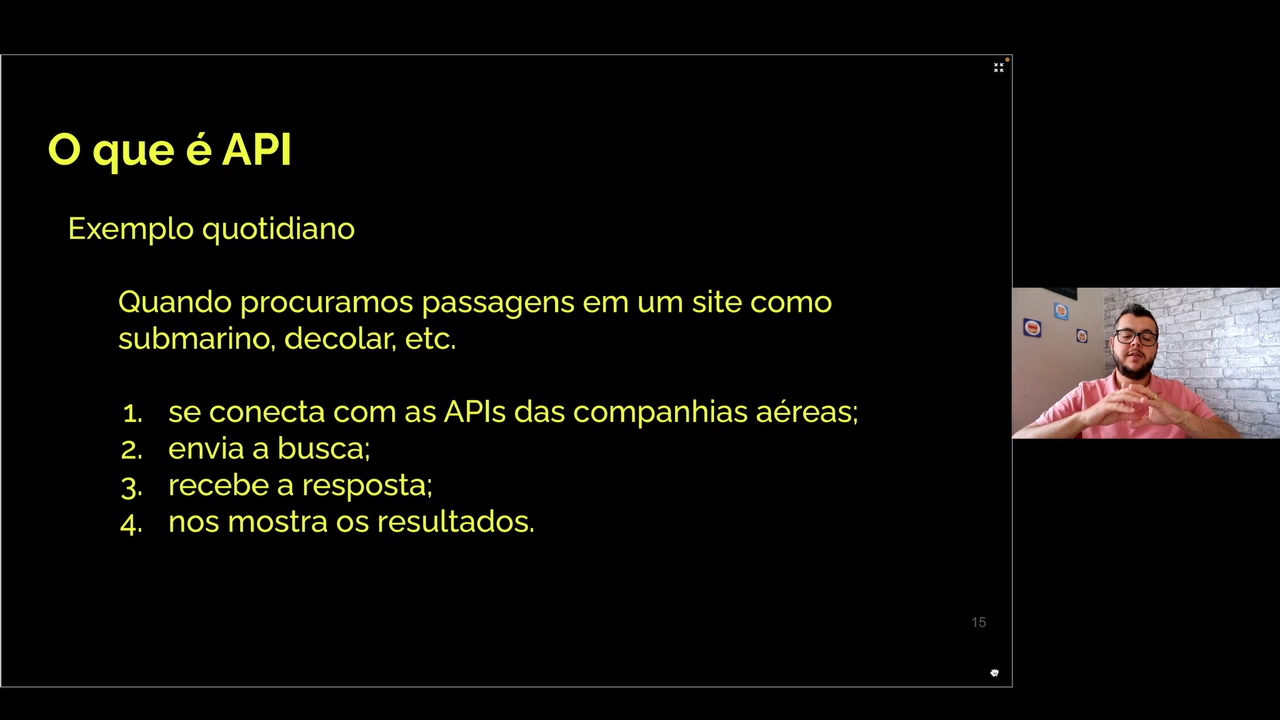 O que é API
Exemplo quotidiano
Quando procuramos passagens em um site como
submarino, decolar, etc.
1. se conecta com as APIs das companhias aéreas;
2. envia a busca;
3. recebe a resposta;
4. nos mostra os resultados.
15